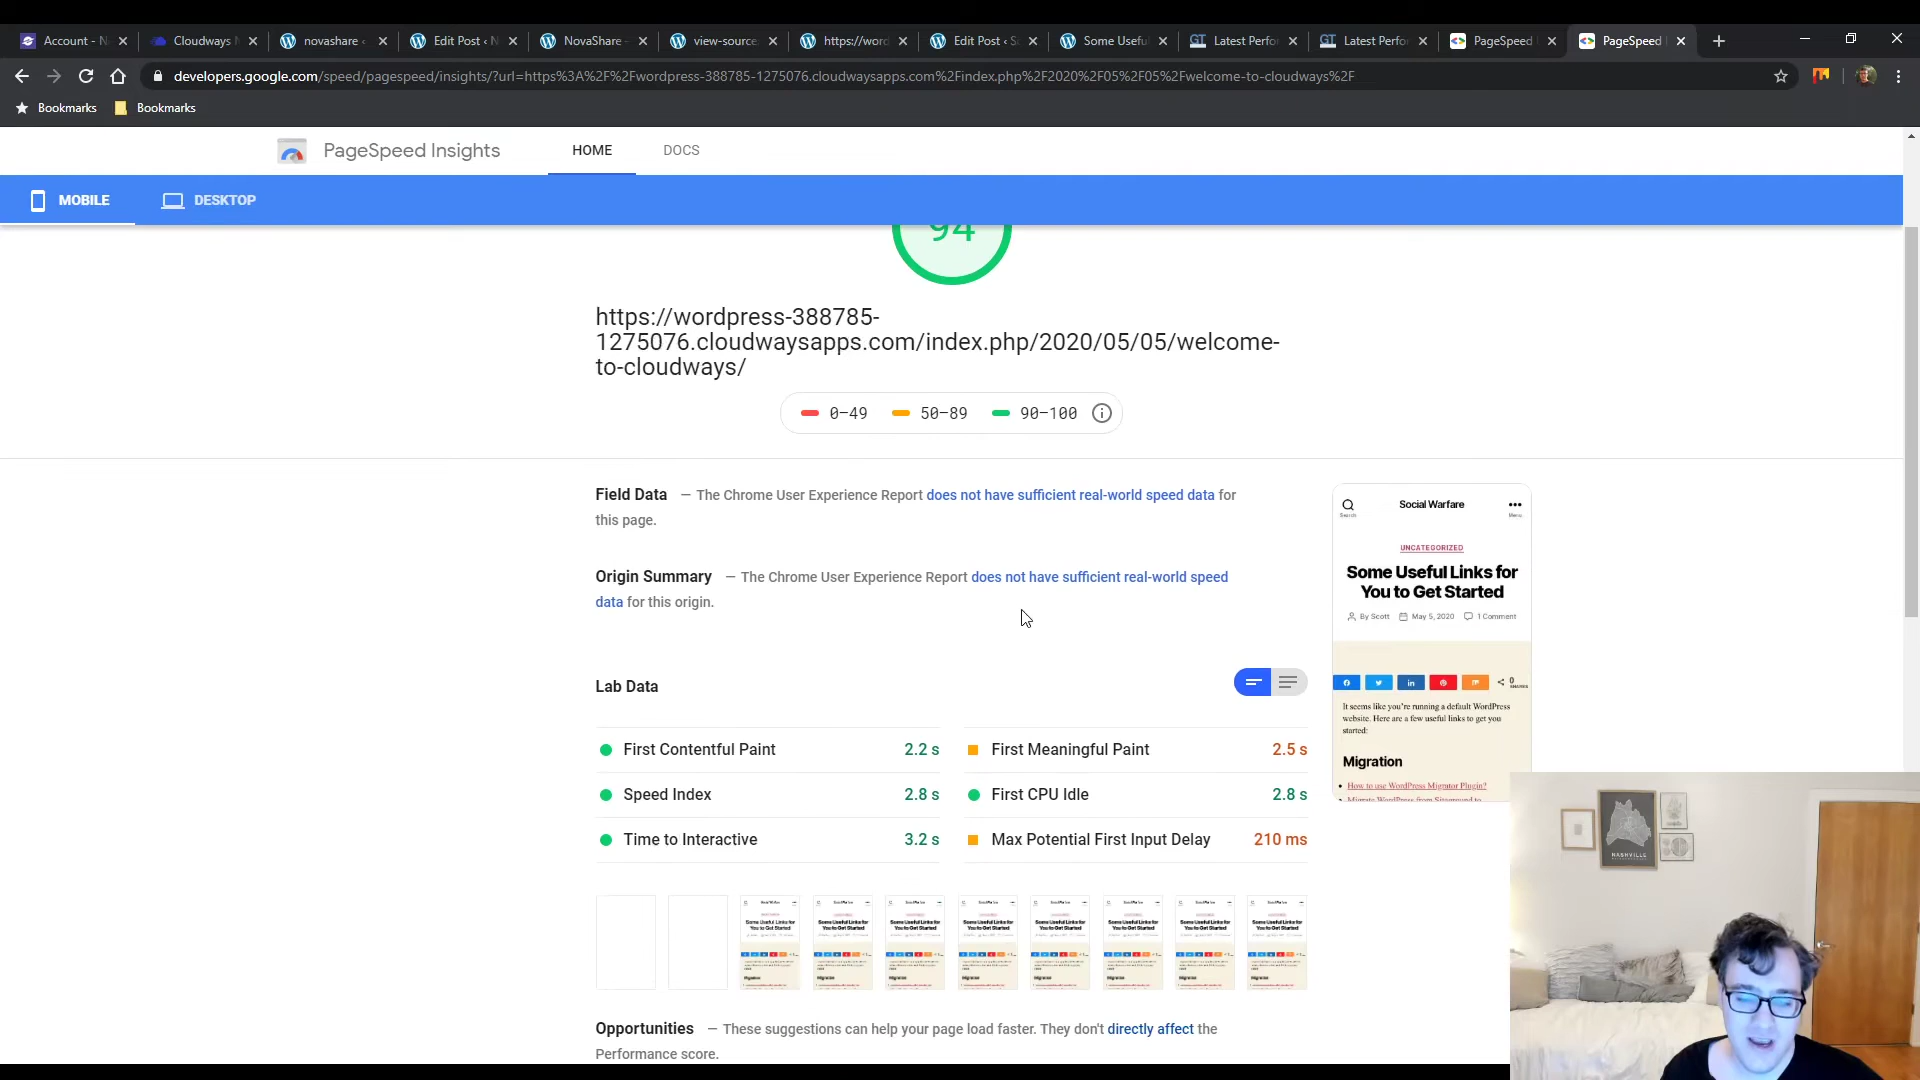 Account - N
Cloudways N
novashare ‹
Edit Post ‹ N
NovaShare -
view-source
https://word
Edit Post ‹ S
Some Useful
Latest Perfo
Latest Perfo
PageSpeed I
PageSpeed I
developers.google.com/speed/pagespeed/insights/?url=https%3A%2F%2Fwordpress-388785-1275076.cloudwaysapps.com%2Findex.php%2F2020%2F05%2F05%2Fwelcome-to-cloudways%2F
Bookmarks
Bookmarks
PageSpeed Insights
HOME
DOCS
MOBILE
DESKTOP
94
https://wordpress-388785-
1275076.cloudwaysapps.com/index.php/2020/05/05/welcome-
to-cloudways/
0–49
50–89
90–100
Field Data — The Chrome User Experience Report does not have sufficient real-world speed data for
this page.
Origin Summary — The Chrome User Experience Report does not have sufficient real-world speed
data for this origin.
Lab Data
First Contentful Paint 2.2 s
First Meaningful Paint 2.5 s
Speed Index 2.8 s
First CPU Idle 2.8 s
Time to Interactive 3.2 s
Max Potential First Input Delay 210 ms
Search
Social Warfare
Menu
UNCATEGORIZED
Some Useful Links for
You to Get Started
By Scott
May 5, 2020
1 Comment
0
SHARES
It seems like you're running a default WordPress
website. Here are a few useful links to get you
started:
Migration
How to use WordPress Migrator Plugin?
Migrate WordPress from Siteground to
Opportunities — These suggestions can help your page load faster. They don't directly affect the
Performance score.
NASHVILLE